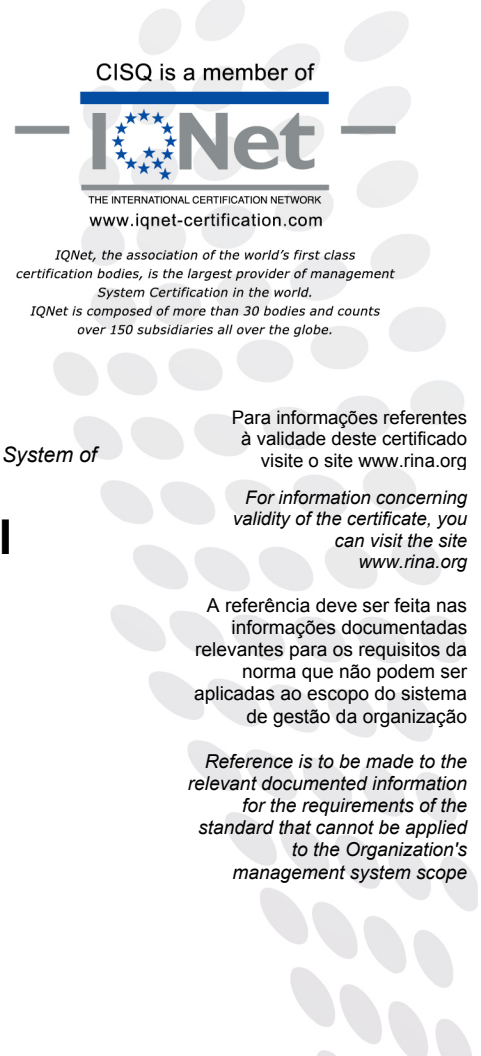 CISQ is a member of
IQNet
THE INTERNATIONAL CERTIFICATION NETWORK
www.iqnet-certification.com
IQNet, the association of the world's first class
certification bodies, is the largest provider of management
System Certification in the world.
IQNet is composed of more than 30 bodies and counts
over 150 subsidiaries all over the globe.
System of
Para informações referentes
à validade deste certificado
visite o site www.rina.org
For information concerning
validity of the certificate, you
can visit the site
www.rina.org
A referência deve ser feita nas
informações documentadas
relevantes para os requisitos da
norma que não podem ser
aplicadas ao escopo do sistema
de gestão da organização
Reference is to be made to the
relevant documented information
for the requirements of the
standard that cannot be applied
to the Organization's
management system scope